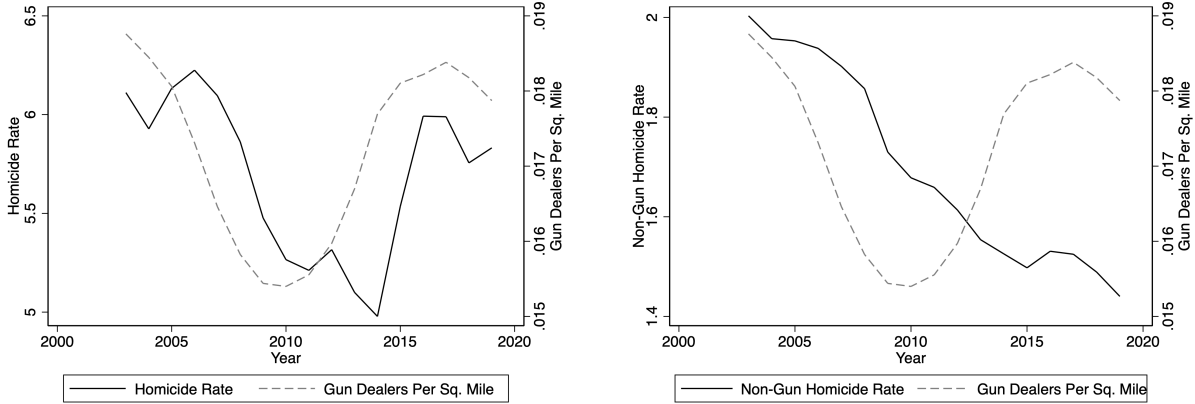 Homicide Rate
6.5
6
5.5
5
2000
2005
2010
2015
2020
Year
.019
.018
.017
.016
.015
Gun Dealers Per Sq. Mile
Homicide Rate
Gun Dealers Per Sq. Mile
Non-Gun Homicide Rate
2
1.8
1.6
1.4
2000
2005
2010
2015
2020
Year
.019
.018
.017
.016
.015
Gun Dealers Per Sq. Mile
Non-Gun Homicide Rate
Gun Dealers Per Sq. Mile